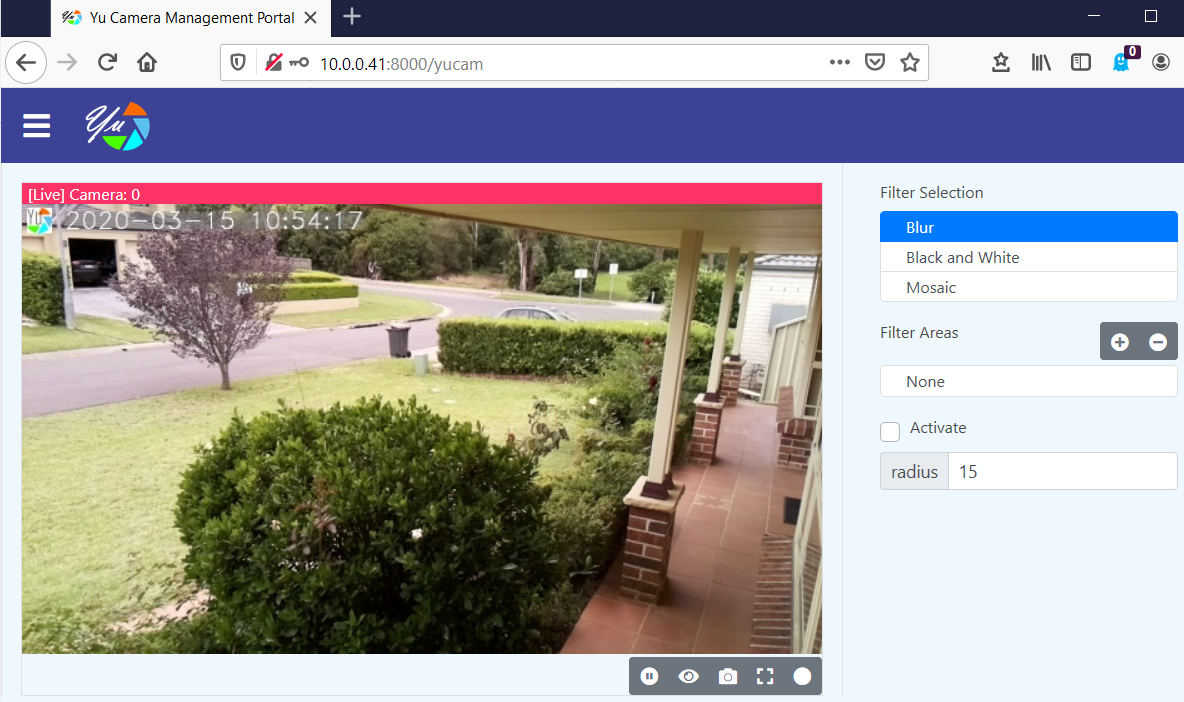 Yu Camera Management Portal
0
10.0.0.41:8000/yucam
Yu
[Live] Camera: 0
Yu 2020-03-15 10:54:17
Filter Selection
Blur
Black and White
Mosaic
Filter Areas
None
Activate
radius 15